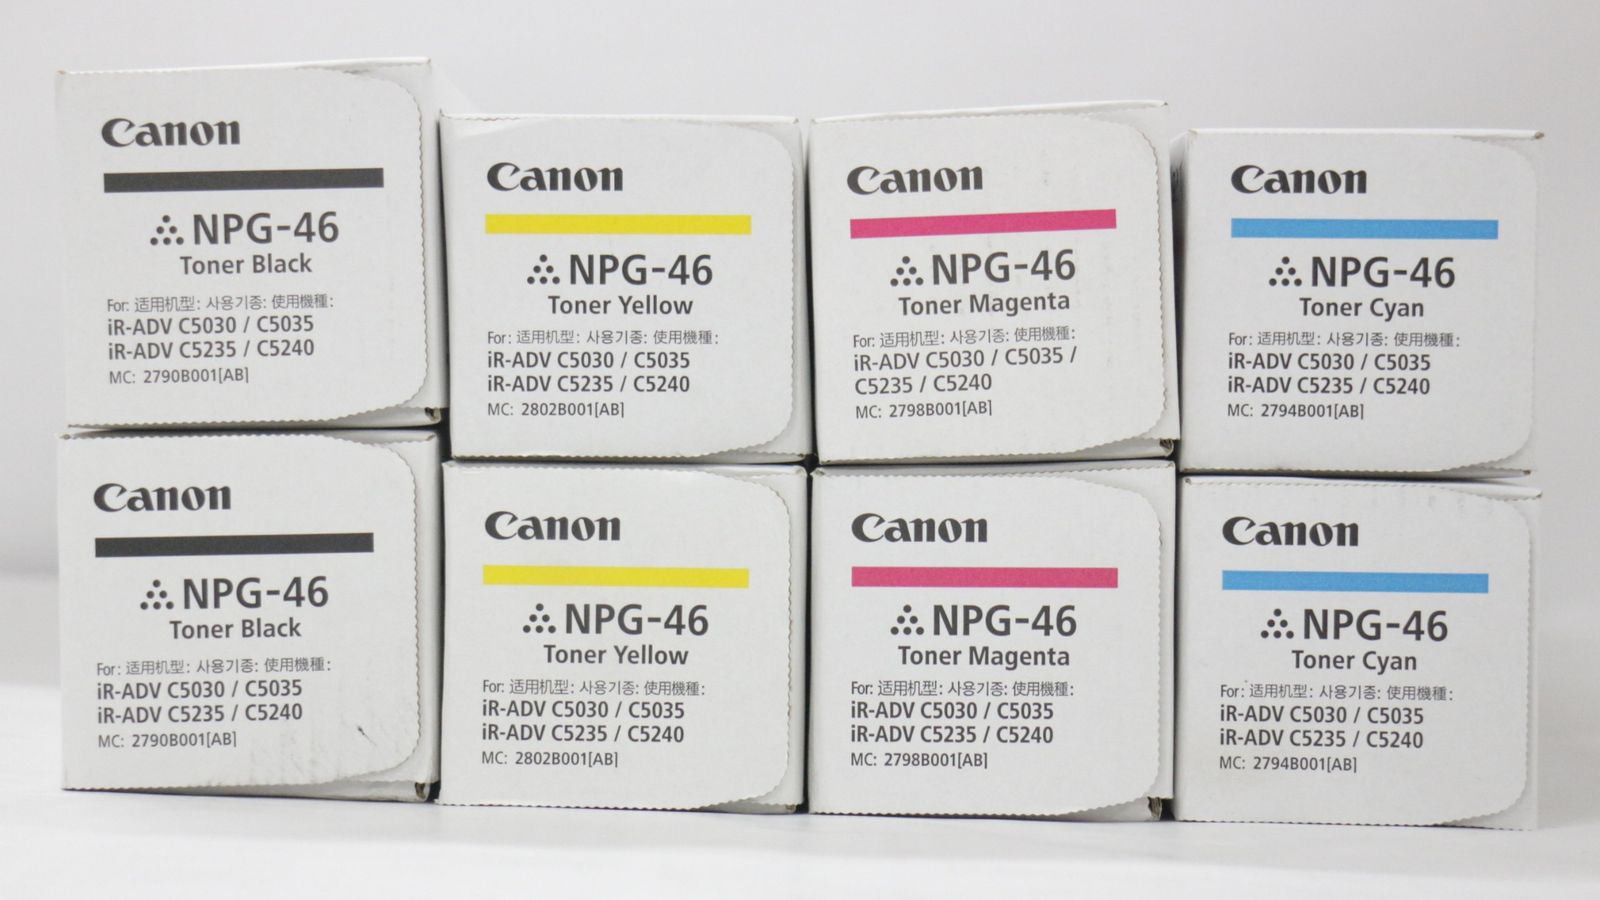 Canon
NPG-46
Toner Black
For: 适用机型: 사용기종: 使用機種:
iR-ADV C5030 / C5035
iR-ADV C5235 / C5240
MC: 2790B001[AB]
Canon
NPG-46
Toner Yellow
For: 适用机型: 사용기종: 使用機種:
iR-ADV C5030 / C5035
iR-ADV C5235 / C5240
MC: 2802B001[AB]
Canon
NPG-46
Toner Magenta
For: 适用机型: 사용기종: 使用機種:
iR-ADV C5030 / C5035 /
C5235 / C5240
MC: 2798B001[AB]
Canon
NPG-46
Toner Cyan
For: 适用机型: 사용기종: 使用機種:
iR-ADV C5030 / C5035
iR-ADV C5235 / C5240
MC: 2794B001[AB]
Canon
NPG-46
Toner Black
For: 适用机型: 사용기종: 使用機種:
iR-ADV C5030 / C5035
iR-ADV C5235 / C5240
MC: 2790B001[AB]
Canon
NPG-46
Toner Yellow
For: 适用机型: 사용기종: 使用機種:
iR-ADV C5030 / C5035
iR-ADV C5235 / C5240
MC: 2802B001[AB]
Canon
NPG-46
Toner Magenta
For: 适用机型: 사용기종: 使用機種:
iR-ADV C5030 / C5035
iR-ADV C5235 / C5240
MC: 2798B001[AB]
Canon
NPG-46
Toner Cyan
For: 适用机型: 사용기종: 使用機種:
iR-ADV C5030 / C5035
iR-ADV C5235 / C5240
MC: 2794B001[AB]